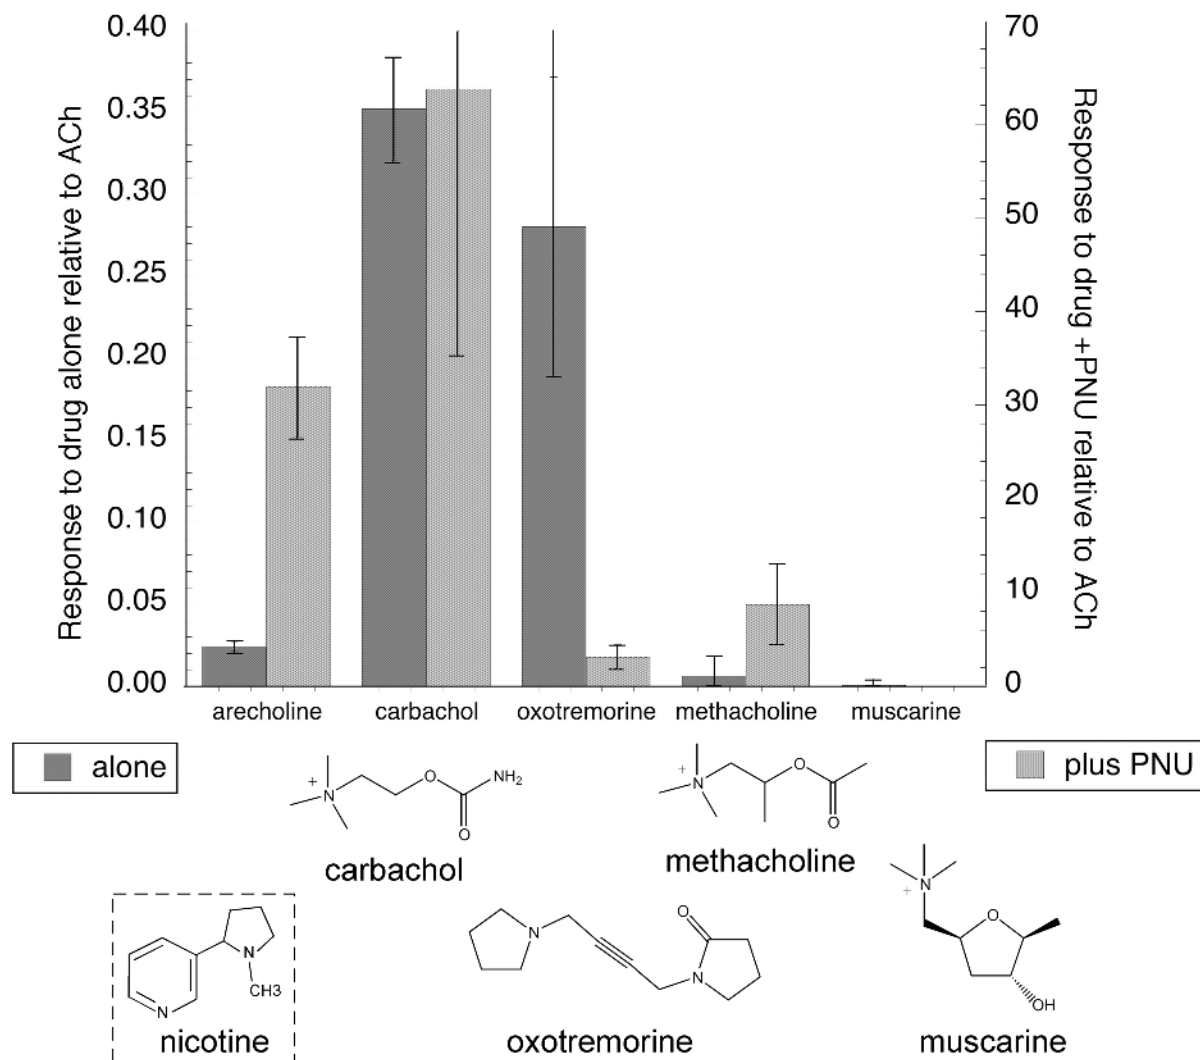 0.40
0.35
0.30
0.25
0.20
0.15
0.10
0.05
0.00
Response to drug alone relative to ACh
70
60
50
40
30
20
10
0
Response to drug +PNU relative to ACh
arecholine carbachol oxotremorine methacholine muscarine
alone
plus PNU
+
N
O
NH2
O
carbachol
+
N
O
O
methacholine
N
+
O
OH
muscarine
N
N
CH3
nicotine
N
O
N
oxotremorine